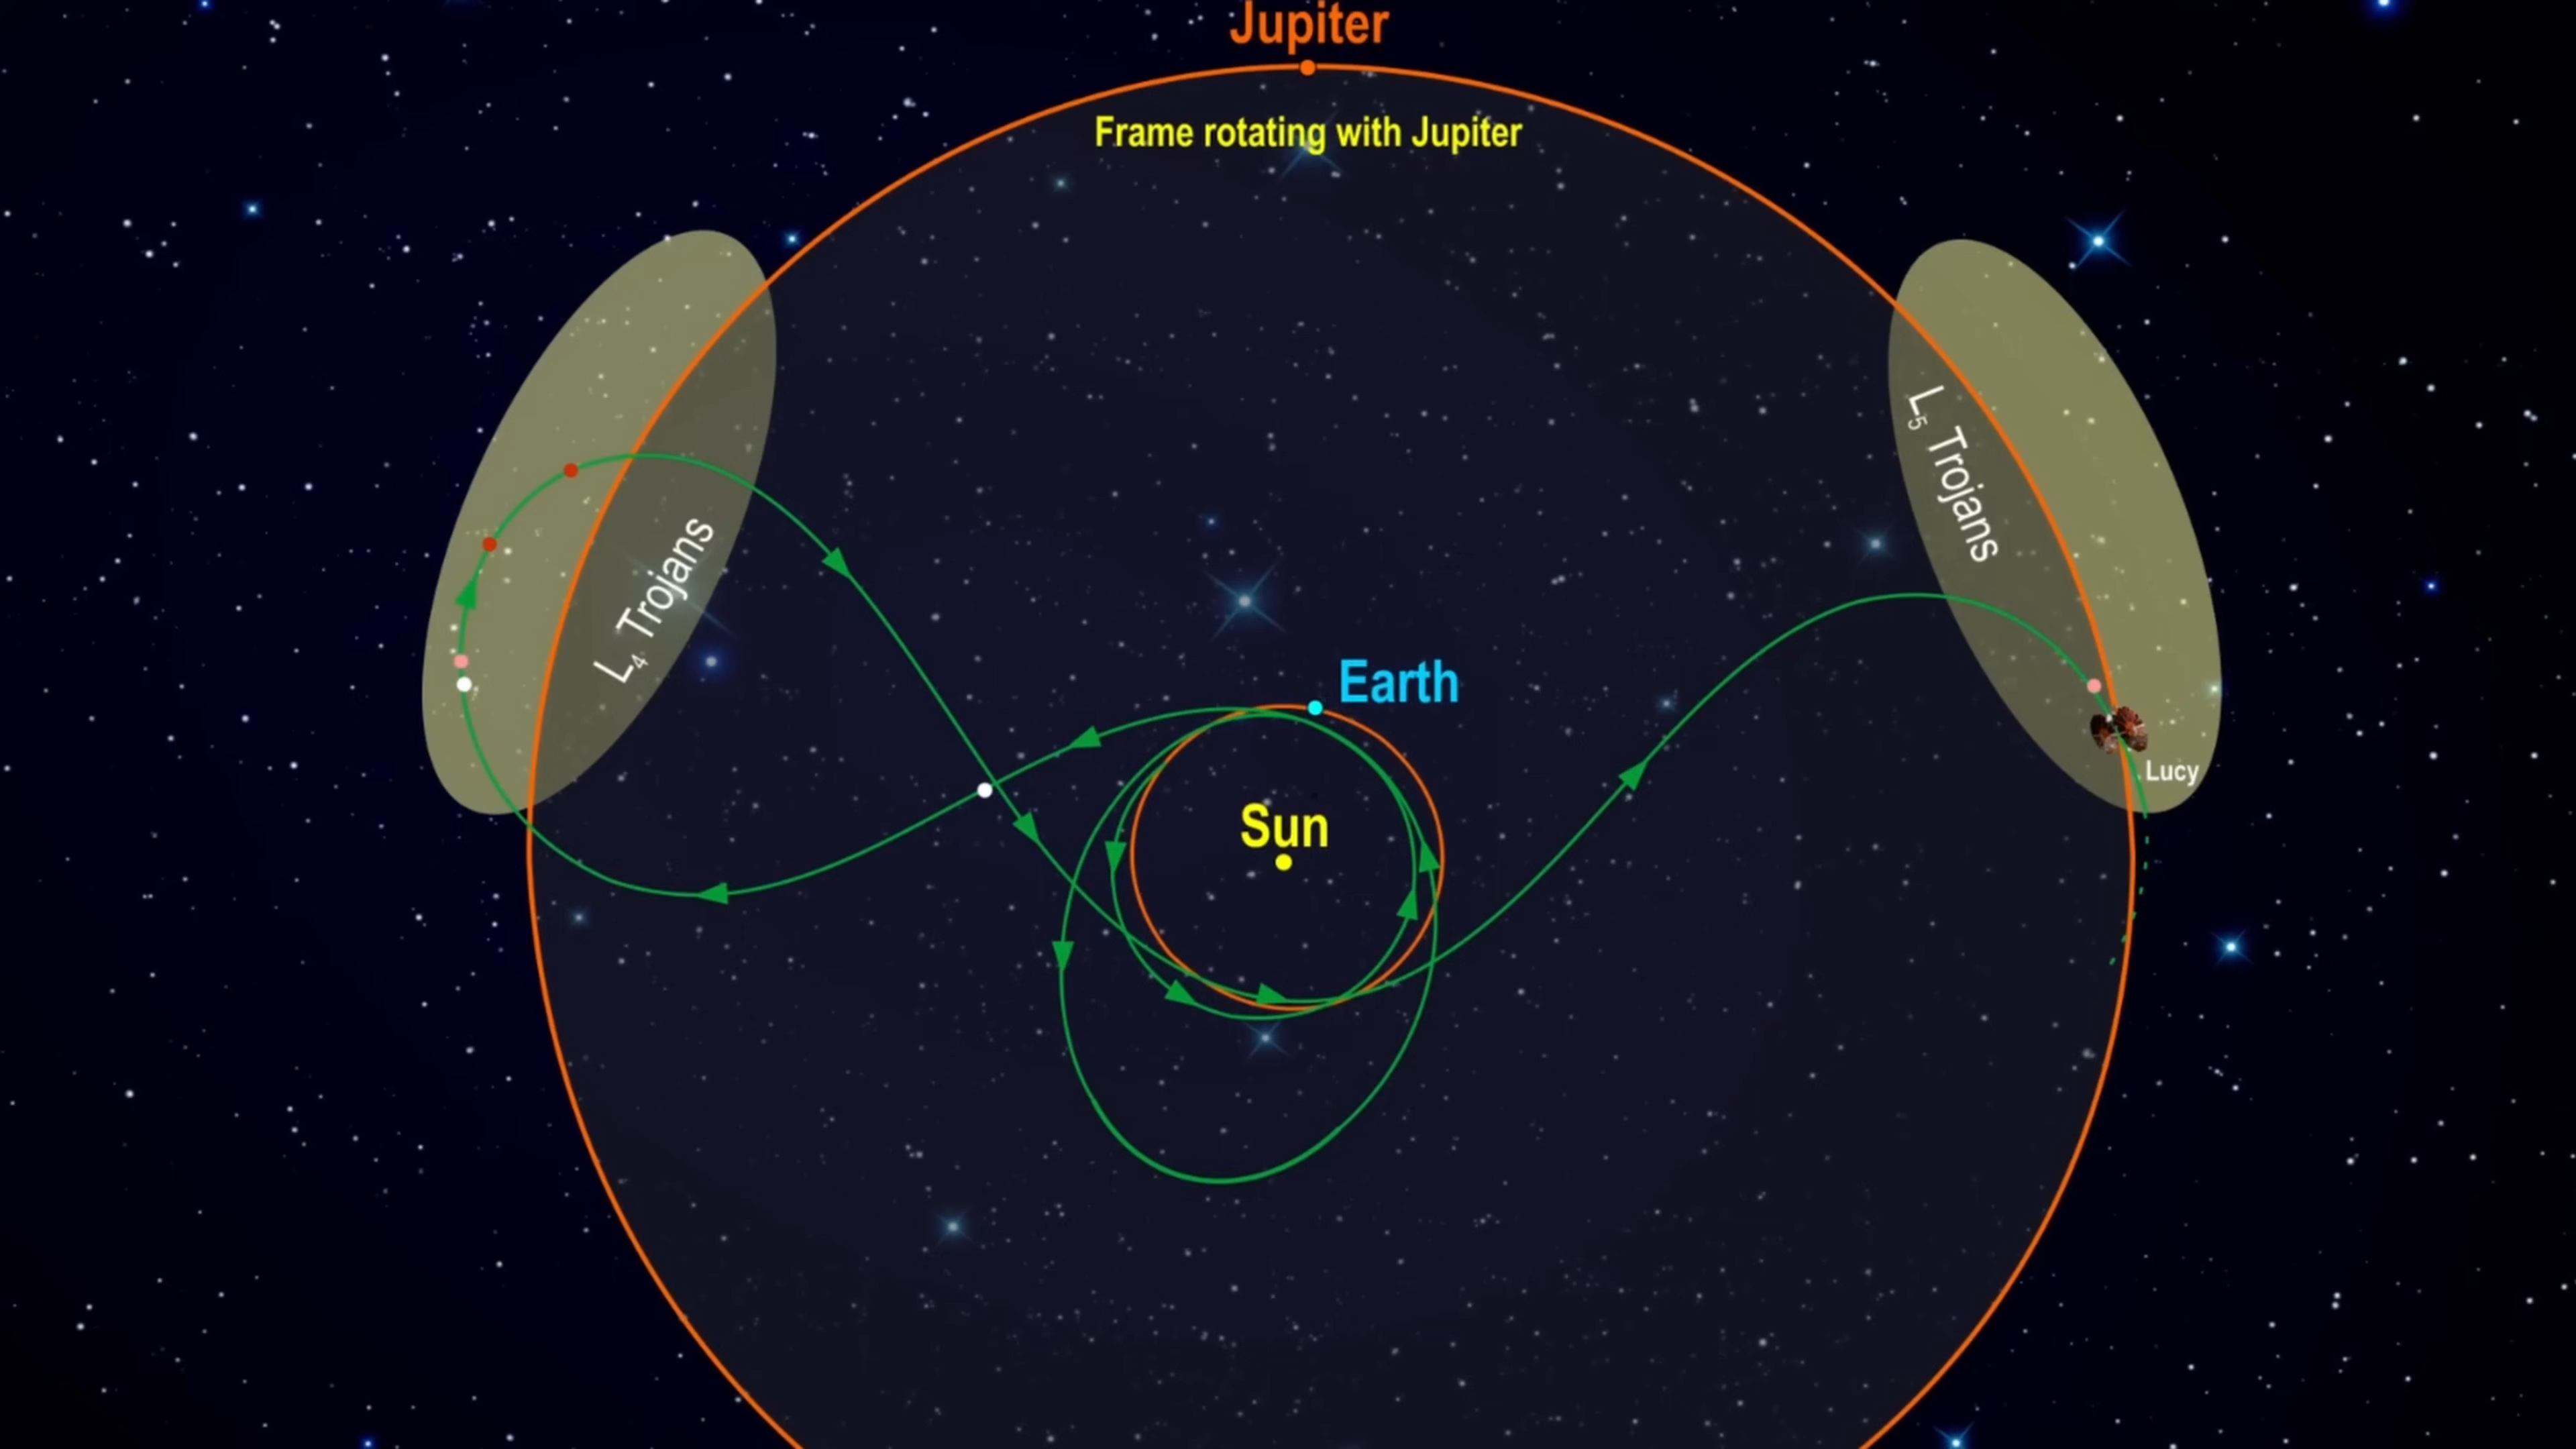 Jupiter
Frame rotating with Jupiter
L₄ Trojans
L₅ Trojans
Earth
Sun
Lucy